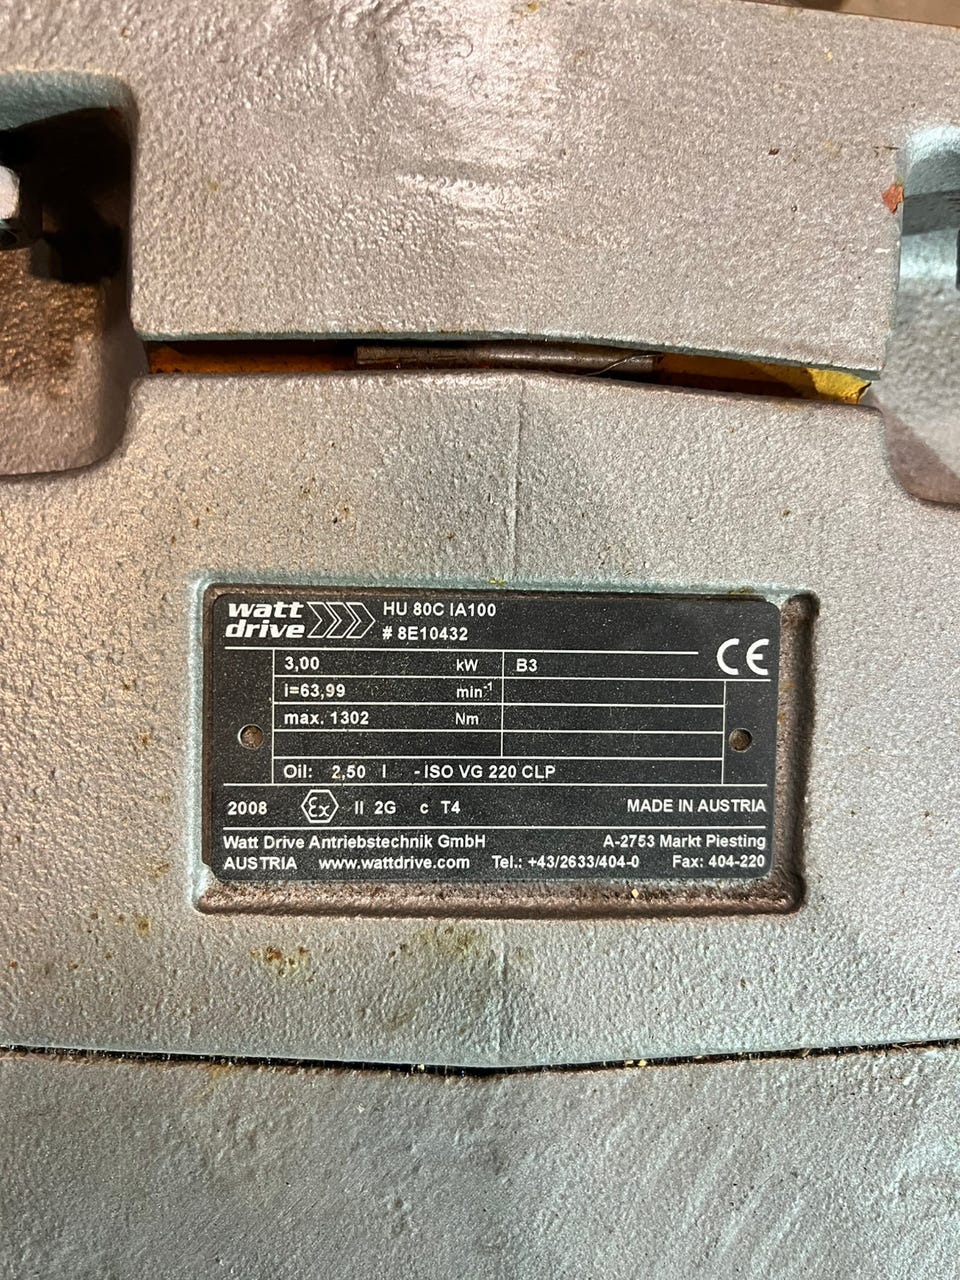 watt drive HU 80C IA100
# 8E10432
CE
3,00 kW B3
i=63,99 min-1
max. 1302 Nm
Oil: 2,50 l - ISO VG 220 CLP
2008 Ex II 2G c T4 MADE IN AUSTRIA
Watt Drive Antriebstechnik GmbH A-2753 Markt Piesting
AUSTRIA www.wattdrive.com Tel.: +43/2633/404-0 Fax: 404-220